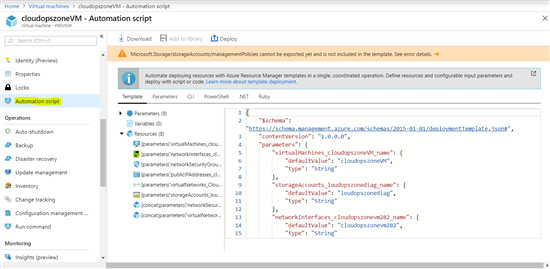 Home > Virtual machines > cloudopszoneVM - Automation script
cloudopszoneVM - Automation script
Virtual machine - PREVIEW
Search (Ctrl+/)
Identity (Preview)
Properties
Locks
Automation script
Operations
Auto-shutdown
Backup
Disaster recovery
Update management
Inventory
Change tracking
Configuration management ...
Run command
Monitoring
Insights (preview)
Download
Add to library
Deploy
Microsoft.Storage/storageAccounts/managementPolicies cannot be exported yet and is not included in the template. See error details.
Automate deploying resources with Azure Resource Manager templates in a single, coordinated operation. Define resources and configurable input parameters and
deploy with script or code. Learn more about template deployment.
Template Parameters CLI PowerShell .NET Ruby
Parameters (9)
Variables (0)
Resources (8)
[parameters('virtualMachines_clou
[parameters('networkInterfaces_cl
[parameters('networkSecurityGrou
[parameters('publicIPAddresses_cl
[parameters('virtualNetworks_Clou
[parameters('storageAccounts_lou
[concat(parameters('networkSecur
[concat(parameters('virtualNetwor
1 {
2 "$schema":
"https://schema.management.azure.com/schemas/2015-01-01/deploymentTemplate.json#",
3 "contentVersion": "1.0.0.0",
4 "parameters": {
5 "virtualMachines_cloudopszoneVM_name": {
6 "defaultValue": "cloudopszoneVM",
7 "type": "String"
8 },
9 "storageAccounts_loudopszonediag_name": {
10 "defaultValue": "loudopszonediag",
11 "type": "String"
12 },
13 "networkInterfaces_cloudopszonevm282_name": {
14 "defaultValue": "cloudopszonevm282",
15 "type": "String"